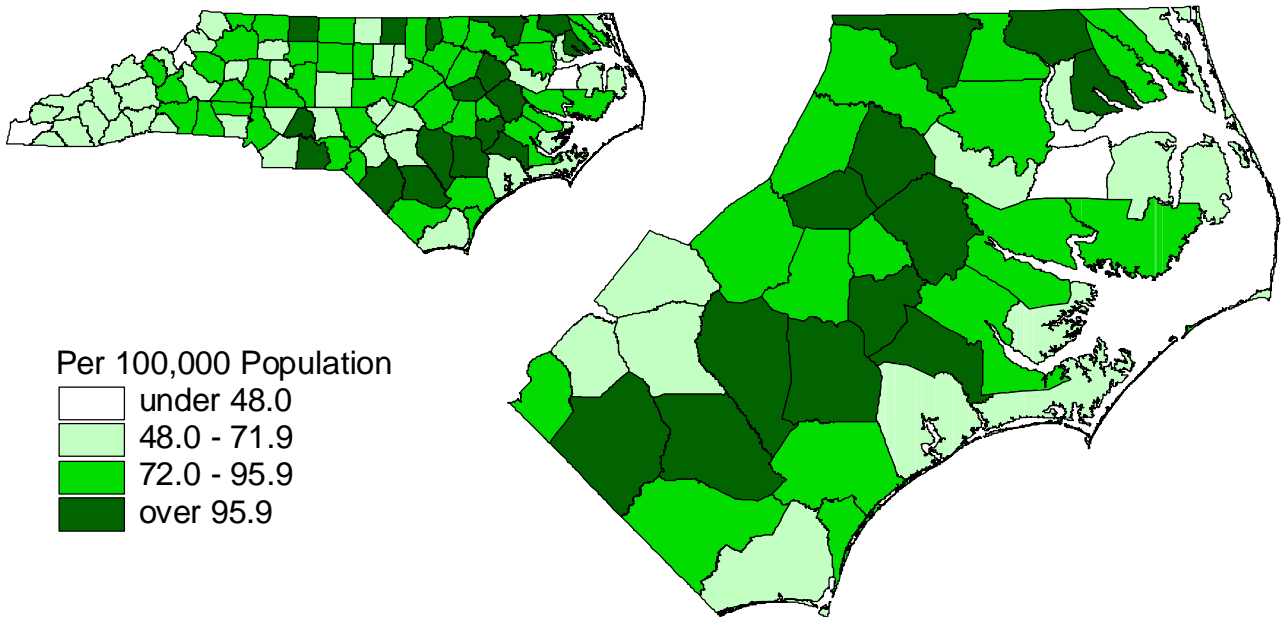 Per 100,000 Population
under 48.0
48.0 - 71.9
72.0 - 95.9
over 95.9